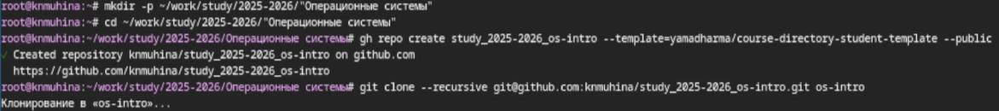 root@knmuhina:~# mkdir -p ~/work/study/2025-2026/"Операционные системы"
root@knmuhina:~# cd ~/work/study/2025-2026/"Операционные системы"
root@knmuhina:~/work/study/2025-2026/Операционные системы# gh repo create study_2025-2026_os-intro --template=yamadharma/course-directory-student-template --public
✓ Created repository knmuhina/study_2025-2026_os-intro on github.com
https://github.com/knmuhina/study_2025-2026_os-intro
root@knmuhina:~/work/study/2025-2026/Операционные системы# git clone --recursive git@github.com:knmuhina/study_2025-2026_os-intro.git os-intro
Клонирование в «os-intro»...